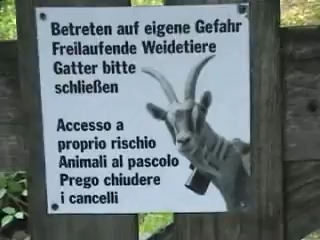 Betreten auf eigene Gefahr
Freilaufende Weidetiere
Gatter bitte
schließen
Accesso a
proprio rischio
Animali al pascolo
Prego chiudere
i cancelli